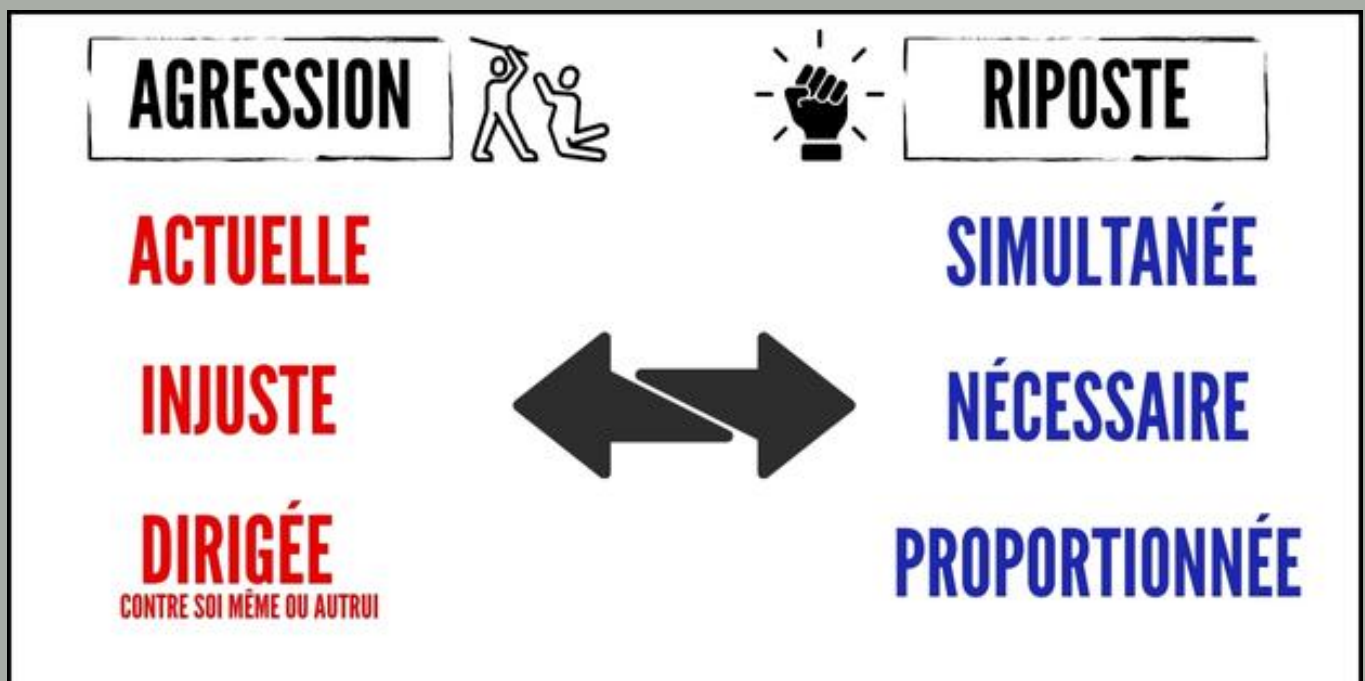 AGRESSION
RIPOSTE
ACTUELLE
SIMULTANÉE
INJUSTE
NÉCESSAIRE
DIRIGÉE
CONTRE SOI MÊME OU AUTRUI
PROPORTIONNÉE